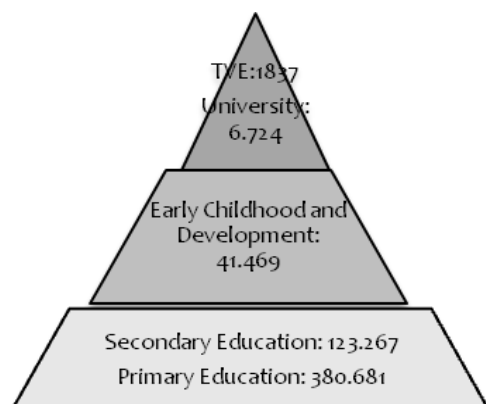 TVE:1837
University:
6.724
Early Childhood and
Development:
41.469
Secondary Education: 123.267
Primary Education: 380.681